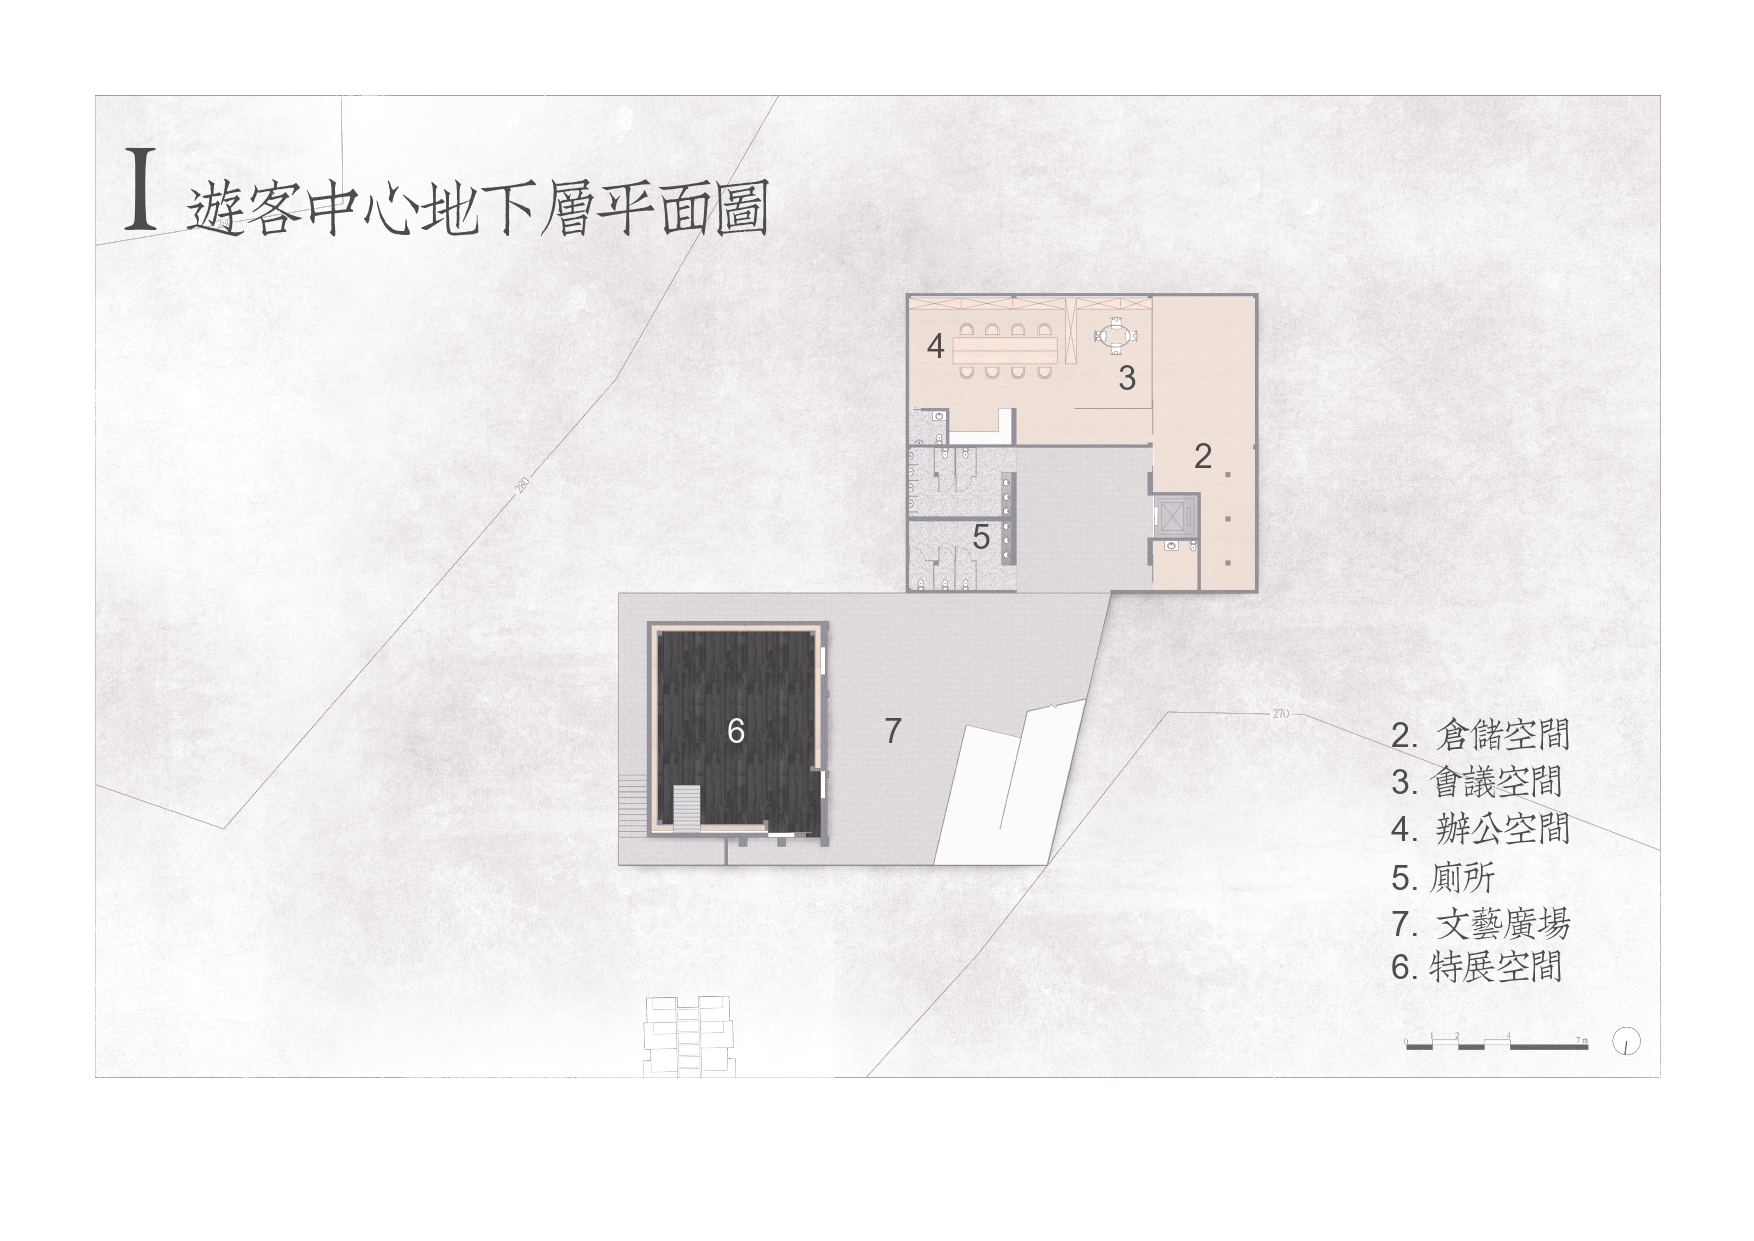 I 遊客中心地下層平面圖
280
4
3
2
5
6
7
270
2. 倉儲空間
3. 會議空間
4. 辦公空間
5. 廁所
7. 文藝廣場
6. 特展空間
0 1 2 4 7 m